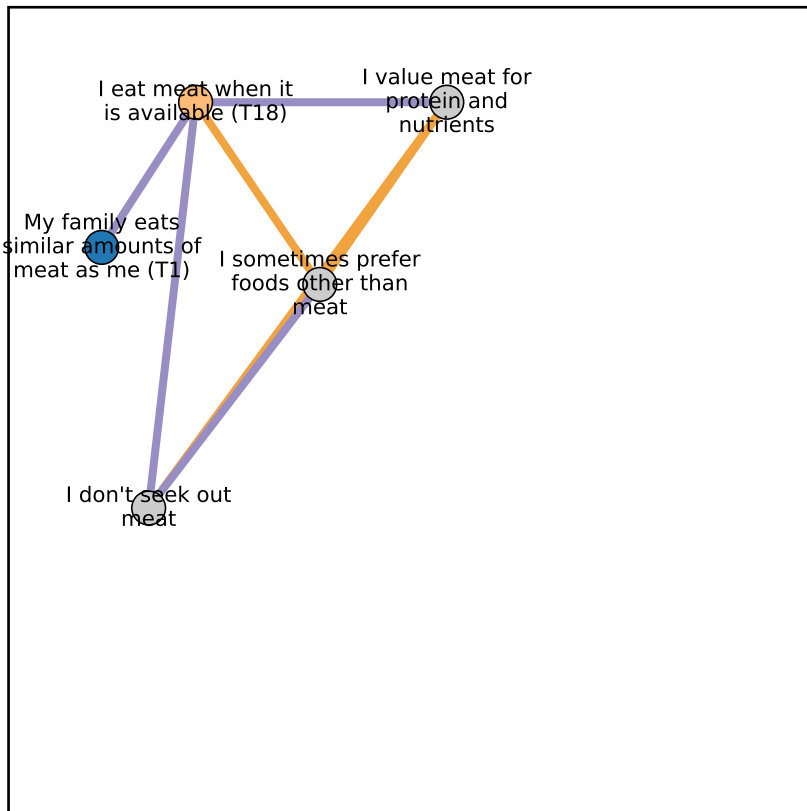 I eat meat when it
is available (T18)
I value meat for
protein and
nutrients
My family eats
similar amounts of
meat as me (T1)
I sometimes prefer
foods other than
meat
I don't seek out
meat